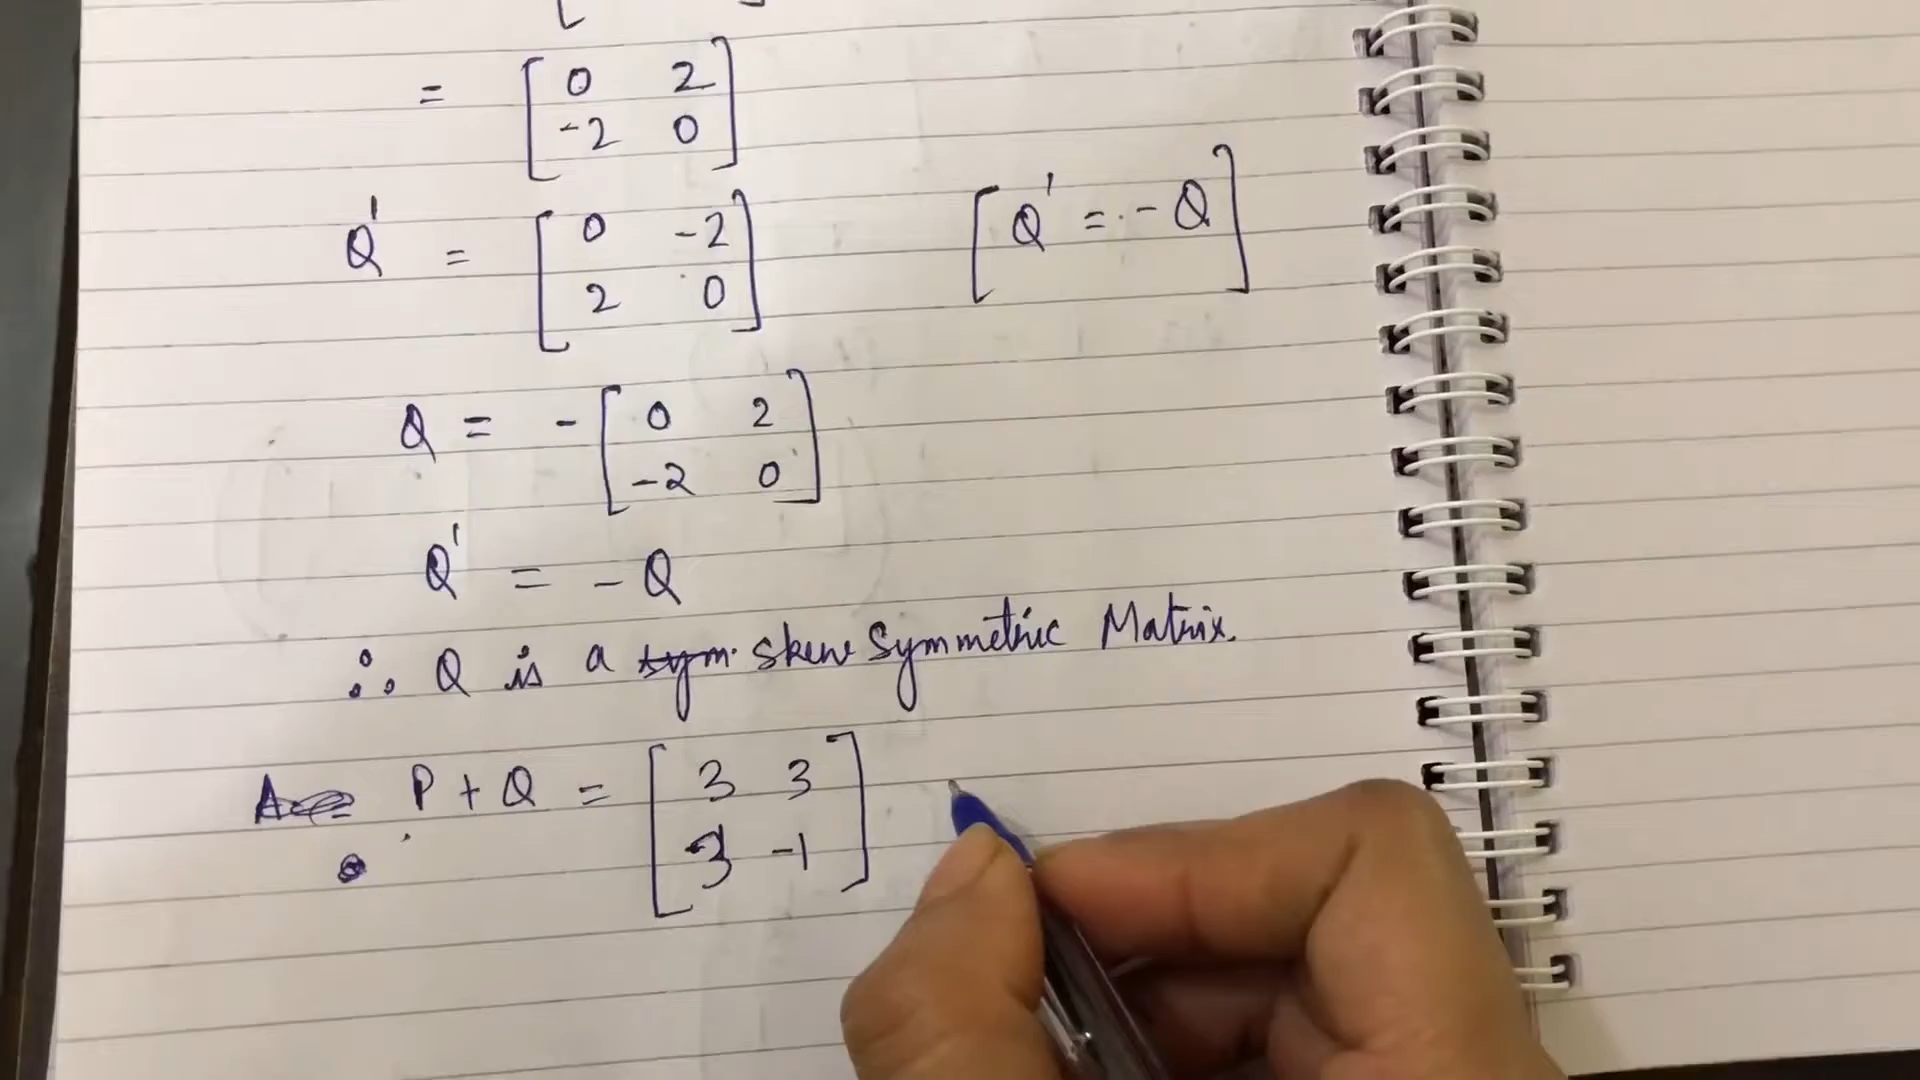 = [ 0 2
-2 0 ]
Q' = [ 0 -2
2 0 ] [ Q' = - Q ]
Q = - [ 0 2
-2 0 ]
Q' = - Q
∴ Q is a sym. skew Symmetric Matrix.
P + Q = [ 3 3
3 -1 ]